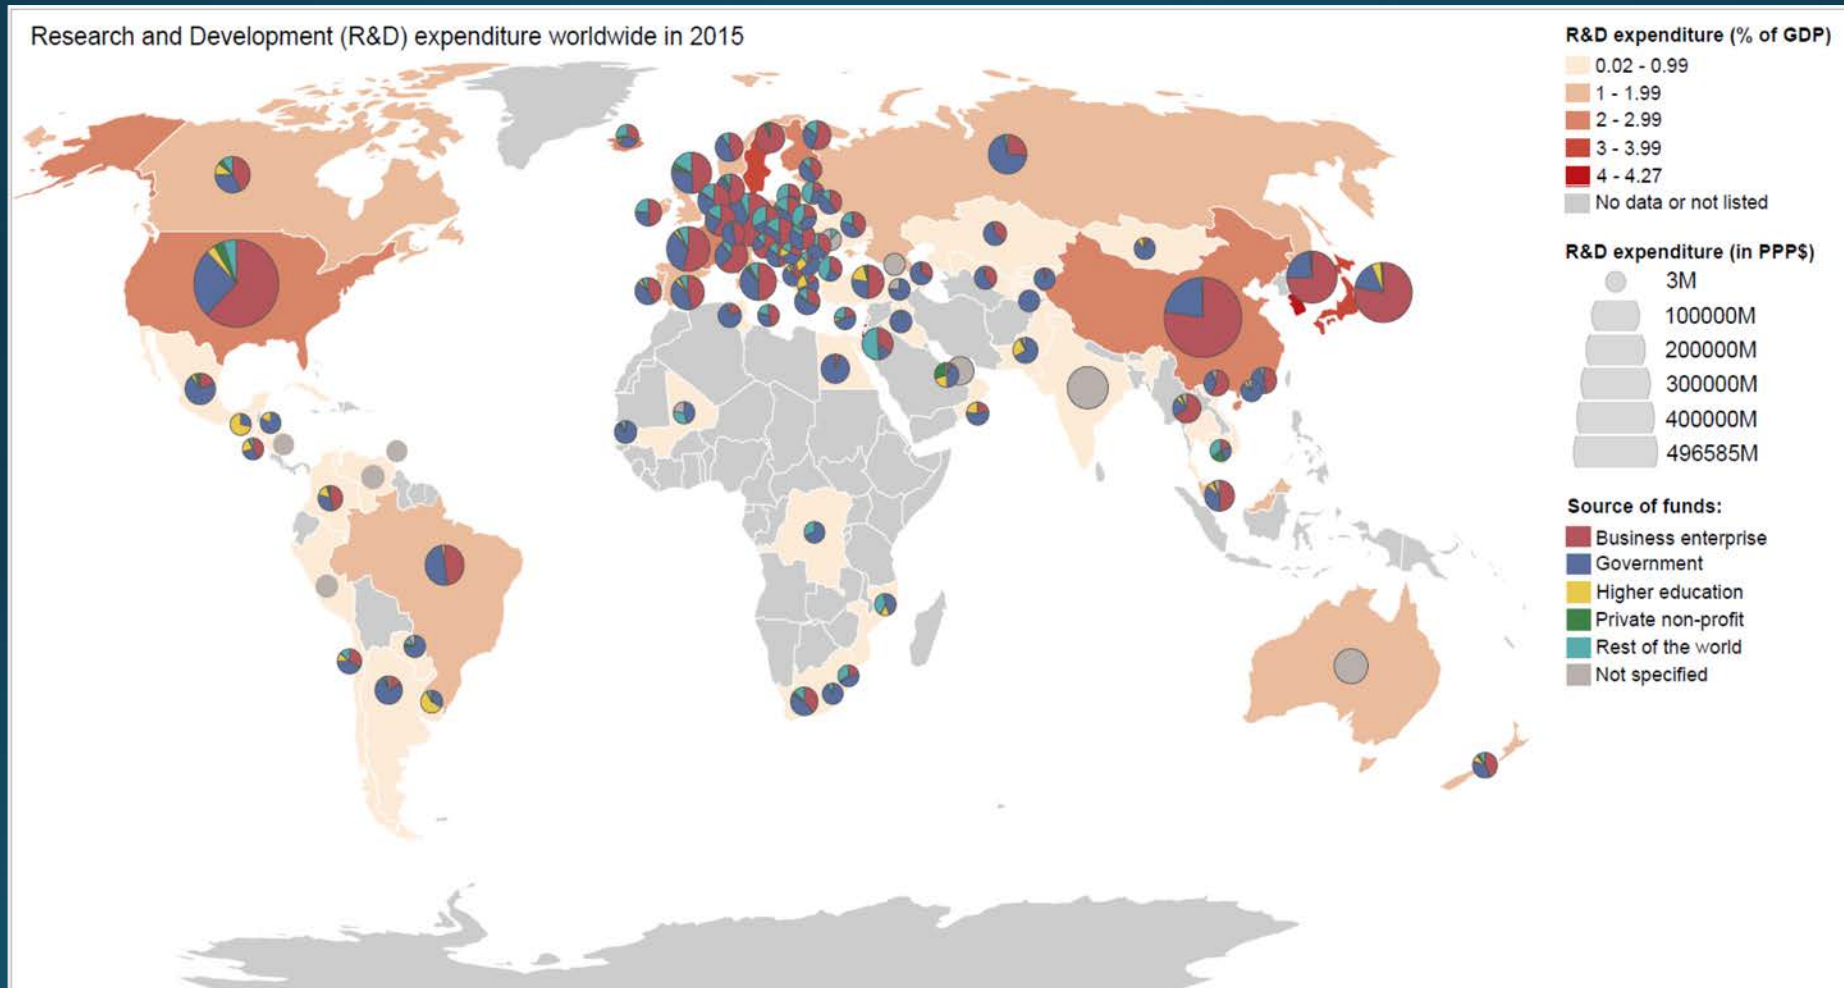 Research and Development (R&D) expenditure worldwide in 2015
R&D expenditure (% of GDP)
0.02 - 0.99
1 - 1.99
2 - 2.99
3 - 3.99
4 - 4.27
No data or not listed
R&D expenditure (in PPP$)
3M
100000M
200000M
300000M
400000M
496585M
Source of funds:
Business enterprise
Government
Higher education
Private non-profit
Rest of the world
Not specified